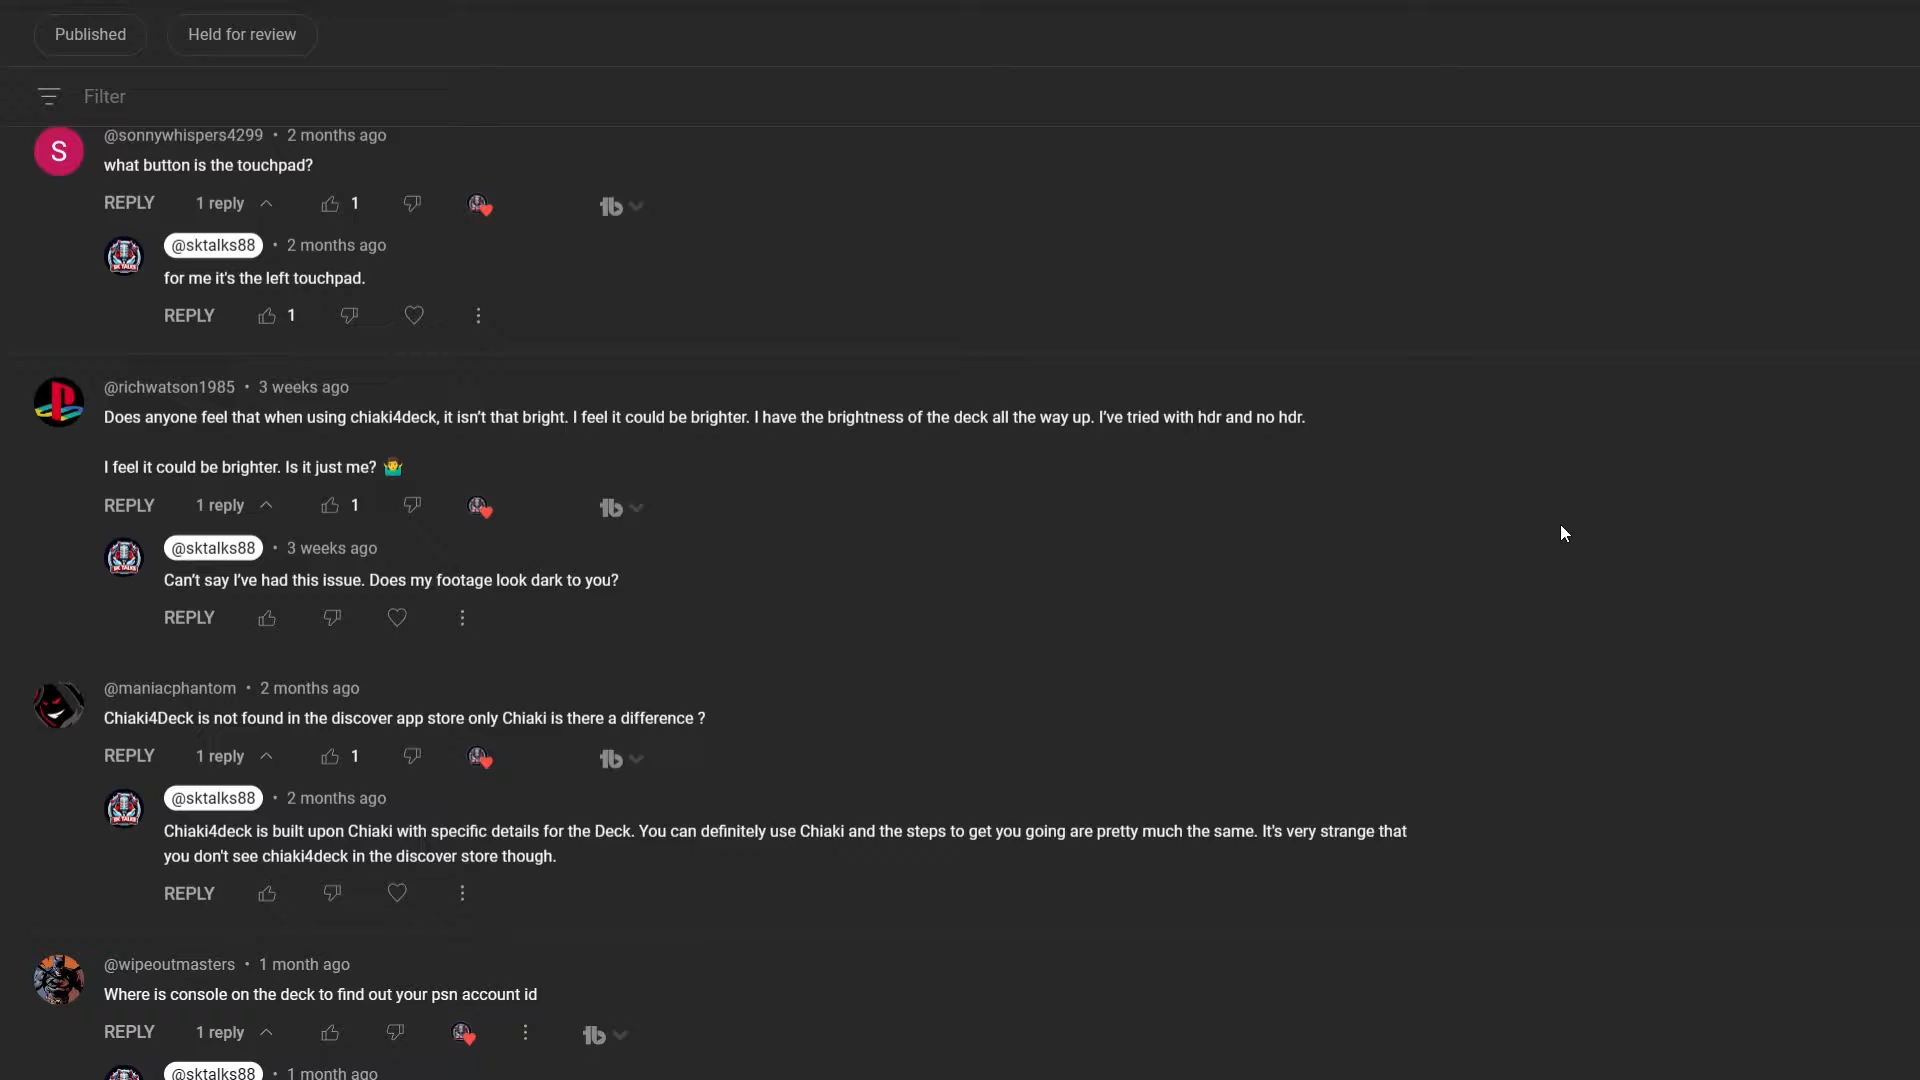 Published Held for review
Filter
@sonnywhispers4299 • 2 months ago
S
what button is the touchpad?
REPLY 1 reply 1
@sktalks88 • 2 months ago
for me it's the left touchpad.
REPLY 1
@richwatson1985 • 3 weeks ago
Does anyone feel that when using chiaki4deck, it isn’t that bright. I feel it could be brighter. I have the brightness of the deck all the way up. I’ve tried with hdr and no hdr.
I feel it could be brighter. Is it just me? 🤷‍♂️
REPLY 1 reply 1
@sktalks88 • 3 weeks ago
Can’t say I’ve had this issue. Does my footage look dark to you?
REPLY
@maniacphantom • 2 months ago
Chiaki4Deck is not found in the discover app store only Chiaki is there a difference ?
REPLY 1 reply 1
@sktalks88 • 2 months ago
Chiaki4deck is built upon Chiaki with specific details for the Deck. You can definitely use Chiaki and the steps to get you going are pretty much the same. It's very strange that
you don't see chiaki4deck in the discover store though.
REPLY
@wipeoutmasters • 1 month ago
Where is console on the deck to find out your psn account id
REPLY 1 reply
@sktalks88 • 1 month ago